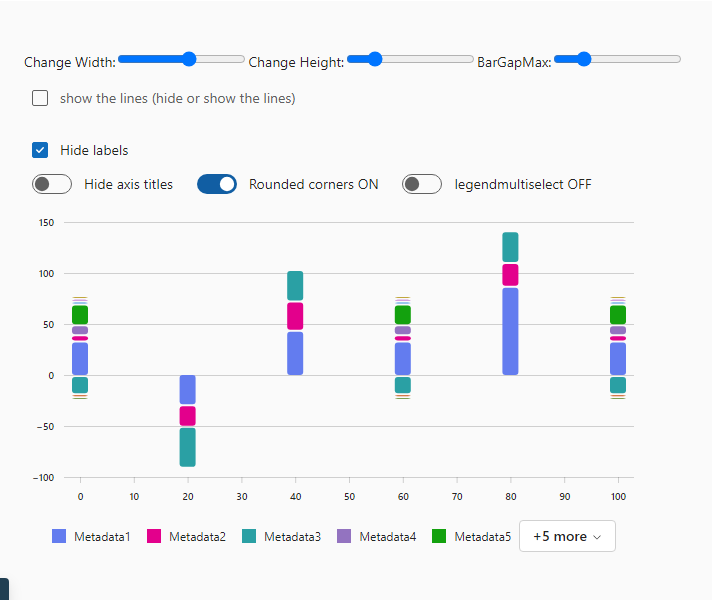 Change Width: Change Height: BarGapMax:
show the lines (hide or show the lines)
Hide labels
Hide axis titles Rounded corners ON legendmultiselect OFF
150
100
50
0
−50
−100
0 10 20 30 40 50 60 70 80 90 100
Metadata1 Metadata2 Metadata3 Metadata4 Metadata5 +5 more